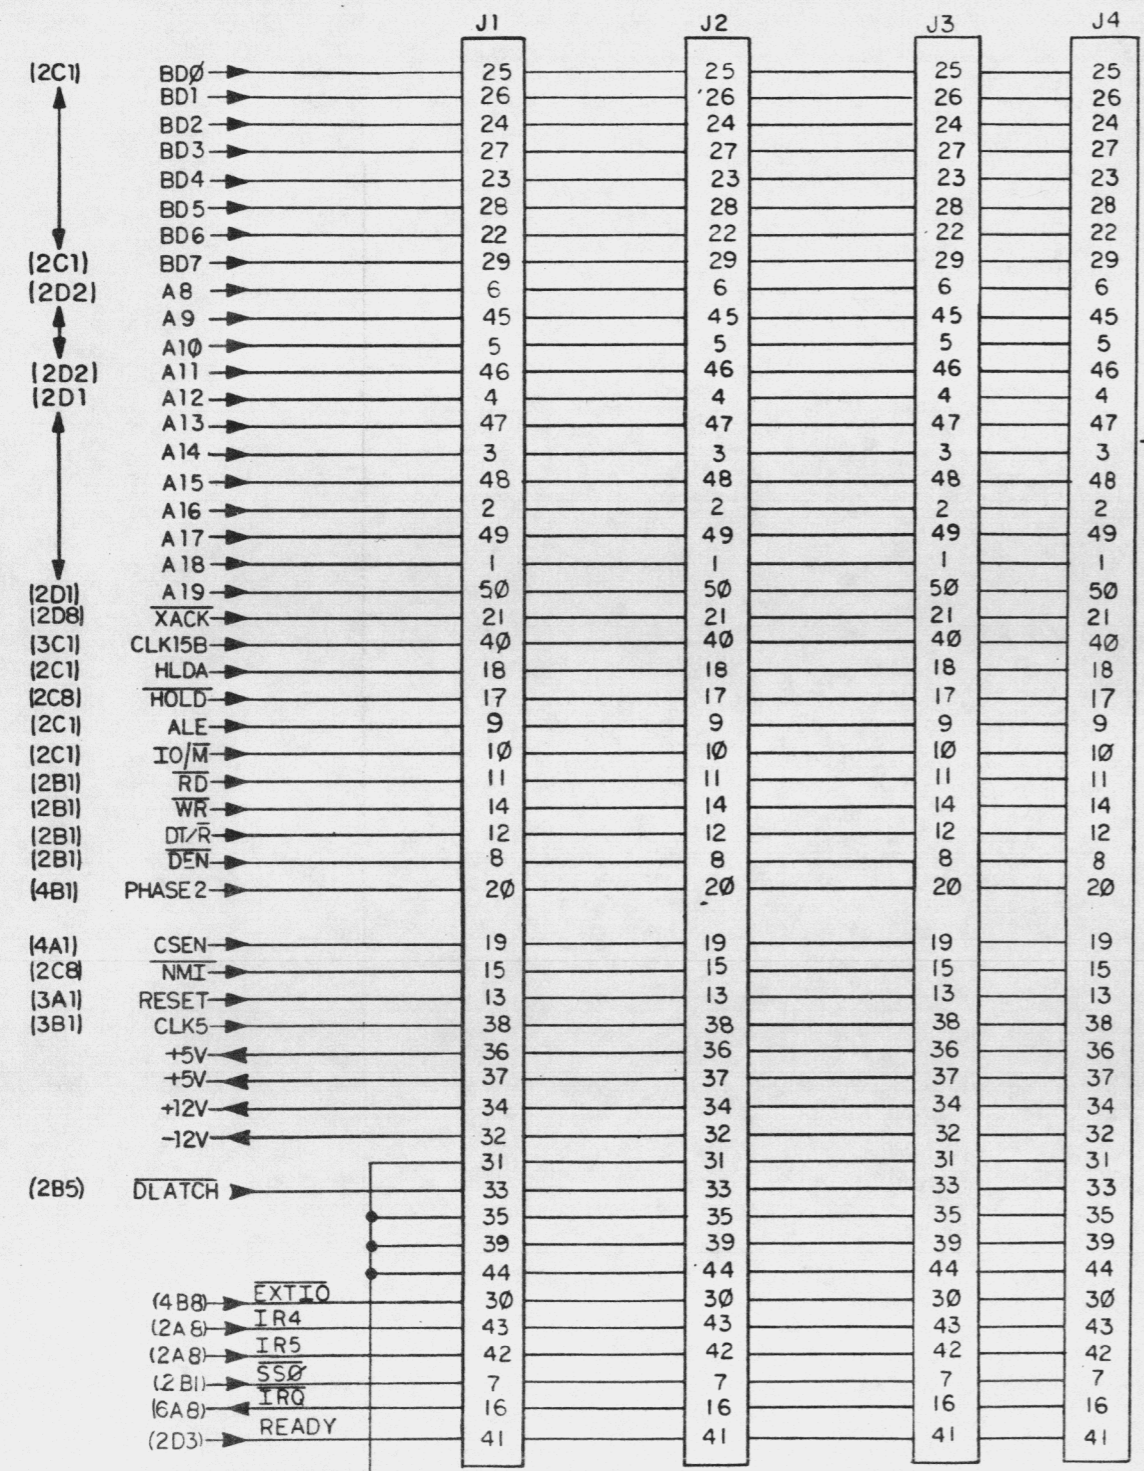 J1 J2 J3 J4
(2C1) BDØ 25 25 25 25
BD1 26 26 26 26
BD2 24 24 24 24
BD3 27 27 27 27
BD4 23 23 23 23
BD5 28 28 28 28
BD6 22 22 22 22
(2C1) BD7 29 29 29 29
(2D2) A8 6 6 6 6
A9 45 45 45 45
A1Ø 5 5 5 5
(2D2) A11 46 46 46 46
(2D1 A12 4 4 4 4
A13 47 47 47 47
A14 3 3 3 3
A15 48 48 48 48
A16 2 2 2 2
A17 49 49 49 49
A18 1 1 1 1
(2D1) A19 5Ø 5Ø 5Ø 5Ø
(2D8) XACK 21 21 21 21
(3C1) CLK15B 4Ø 4Ø 4Ø 4Ø
(2C1) HLDA 18 18 18 18
(2C8) HOLD 17 17 17 17
(2C1) ALE 9 9 9 9
(2C1) IO/M 1Ø 1Ø 1Ø 1Ø
(2B1) RD 11 11 11 11
(2B1) WR 14 14 14 14
(2B1) DT/R 12 12 12 12
(2B1) DEN 8 8 8 8
(4B1) PHASE2 2Ø 2Ø 2Ø 2Ø
(4A1) CSEN 19 19 19 19
(2C8) NMI 15 15 15 15
(3A1) RESET 13 13 13 13
(3B1) CLK5 38 38 38 38
+5V 36 36 36 36
+5V 37 37 37 37
+12V 34 34 34 34
-12V 32 32 32 32
31 31 31 31
(2B5) DLATCH 33 33 33 33
35 35 35 35
39 39 39 39
44 44 44 44
(4B8) EXTIO 3Ø 3Ø 3Ø 3Ø
(2A8) IR4 43 43 43 43
(2A8) IR5 42 42 42 42
(2B1) SSØ 7 7 7 7
(6A8) IRQ 16 16 16 16
(2D3) READY 41 41 41 41